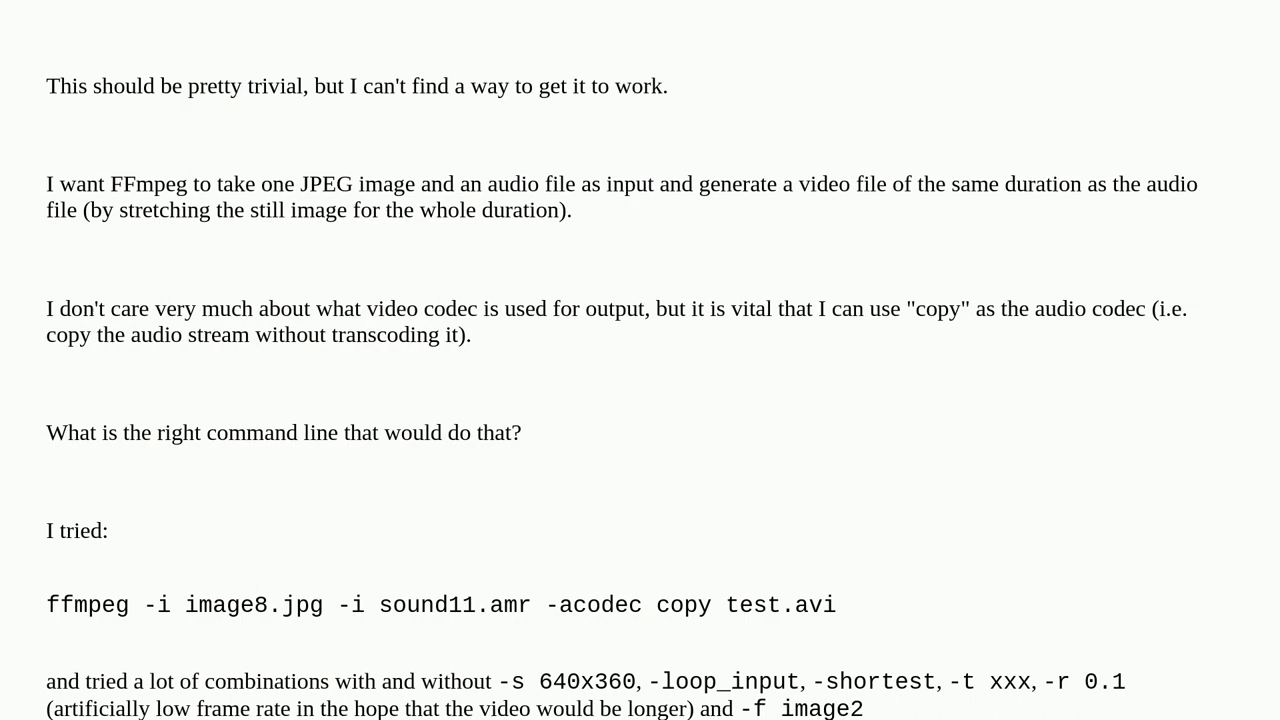 This should be pretty trivial, but I can't find a way to get it to work.
I want FFmpeg to take one JPEG image and an audio file as input and generate a video file of the same duration as the audio
file (by stretching the still image for the whole duration).
I don't care very much about what video codec is used for output, but it is vital that I can use "copy" as the audio codec (i.e.
copy the audio stream without transcoding it).
What is the right command line that would do that?
I tried:
ffmpeg -i image8.jpg -i sound11.amr -acodec copy test.avi
and tried a lot of combinations with and without -s 640x360, -loop_input, -shortest, -t xxx, -r 0.1
(artificially low frame rate in the hope that the video would be longer) and -f image2